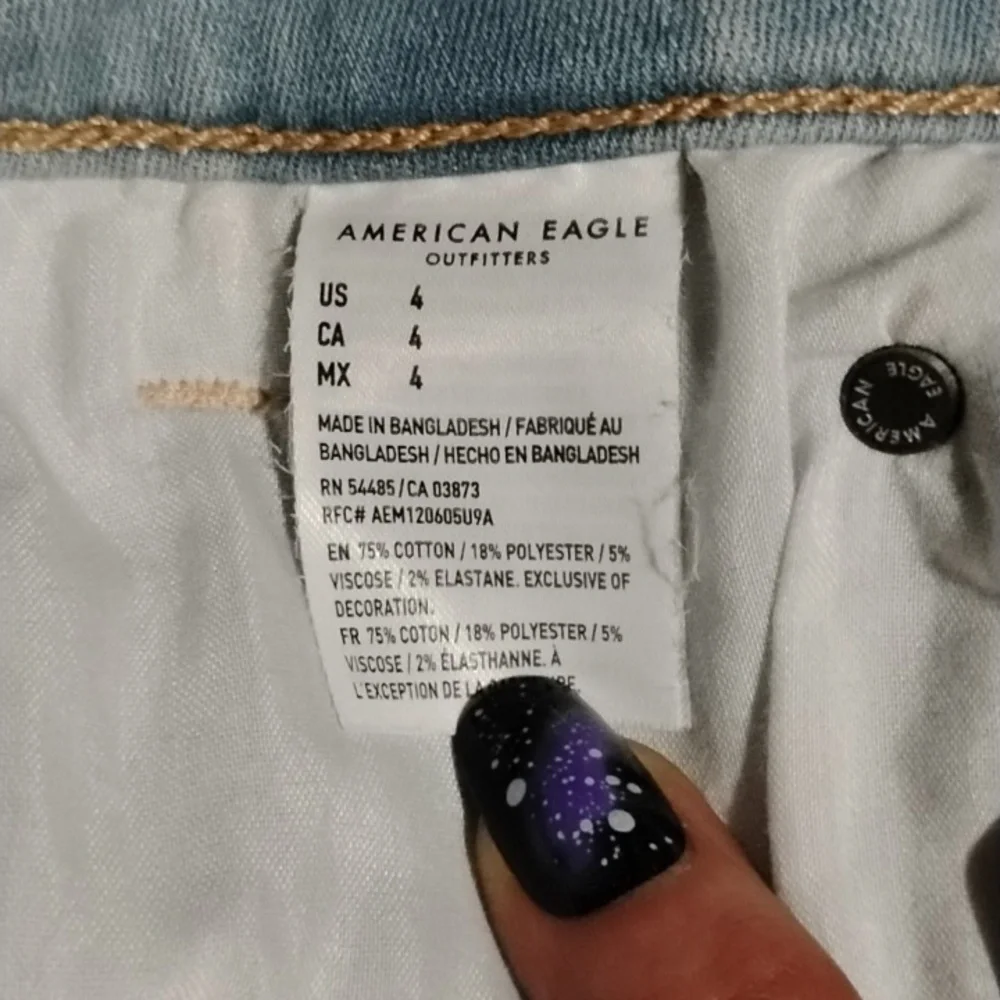 AMERICAN EAGLE
OUTFITTERS
US 4
CA 4
MX 4
MADE IN BANGLADESH / FABRIQUÉ AU
BANGLADESH / HECHO EN BANGLADESH
RN 54485 / CA 03873
RFC# AEM120605U9A
EN 75% COTTON / 18% POLYESTER / 5%
VISCOSE / 2% ELASTANE. EXCLUSIVE OF
DECORATION.
FR 75% COTON / 18% POLYESTER / 5%
VISCOSE / 2% ÉLASTHANNE. À
L'EXCEPTION DE LA
AMERICAN EAGLE